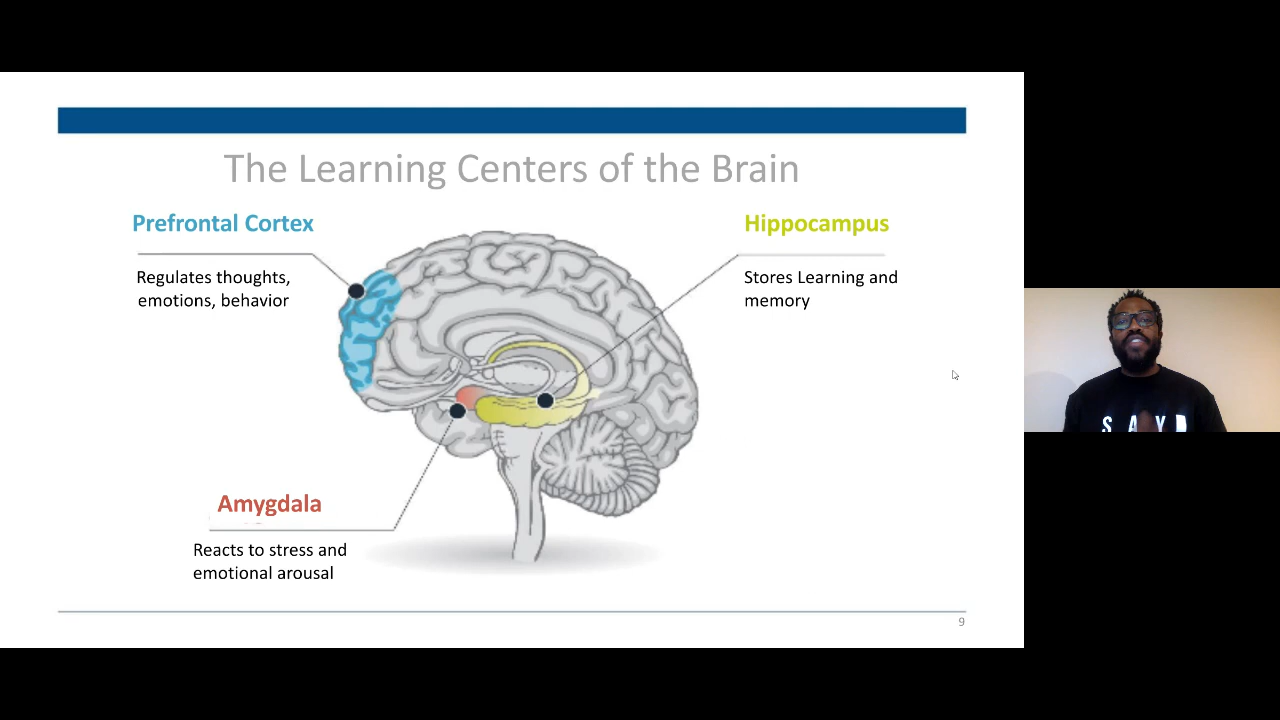 The Learning Centers of the Brain
Prefrontal Cortex
Regulates thoughts,
emotions, behavior
Hippocampus
Stores Learning and
memory
Amygdala
Reacts to stress and
emotional arousal
9
S A Y